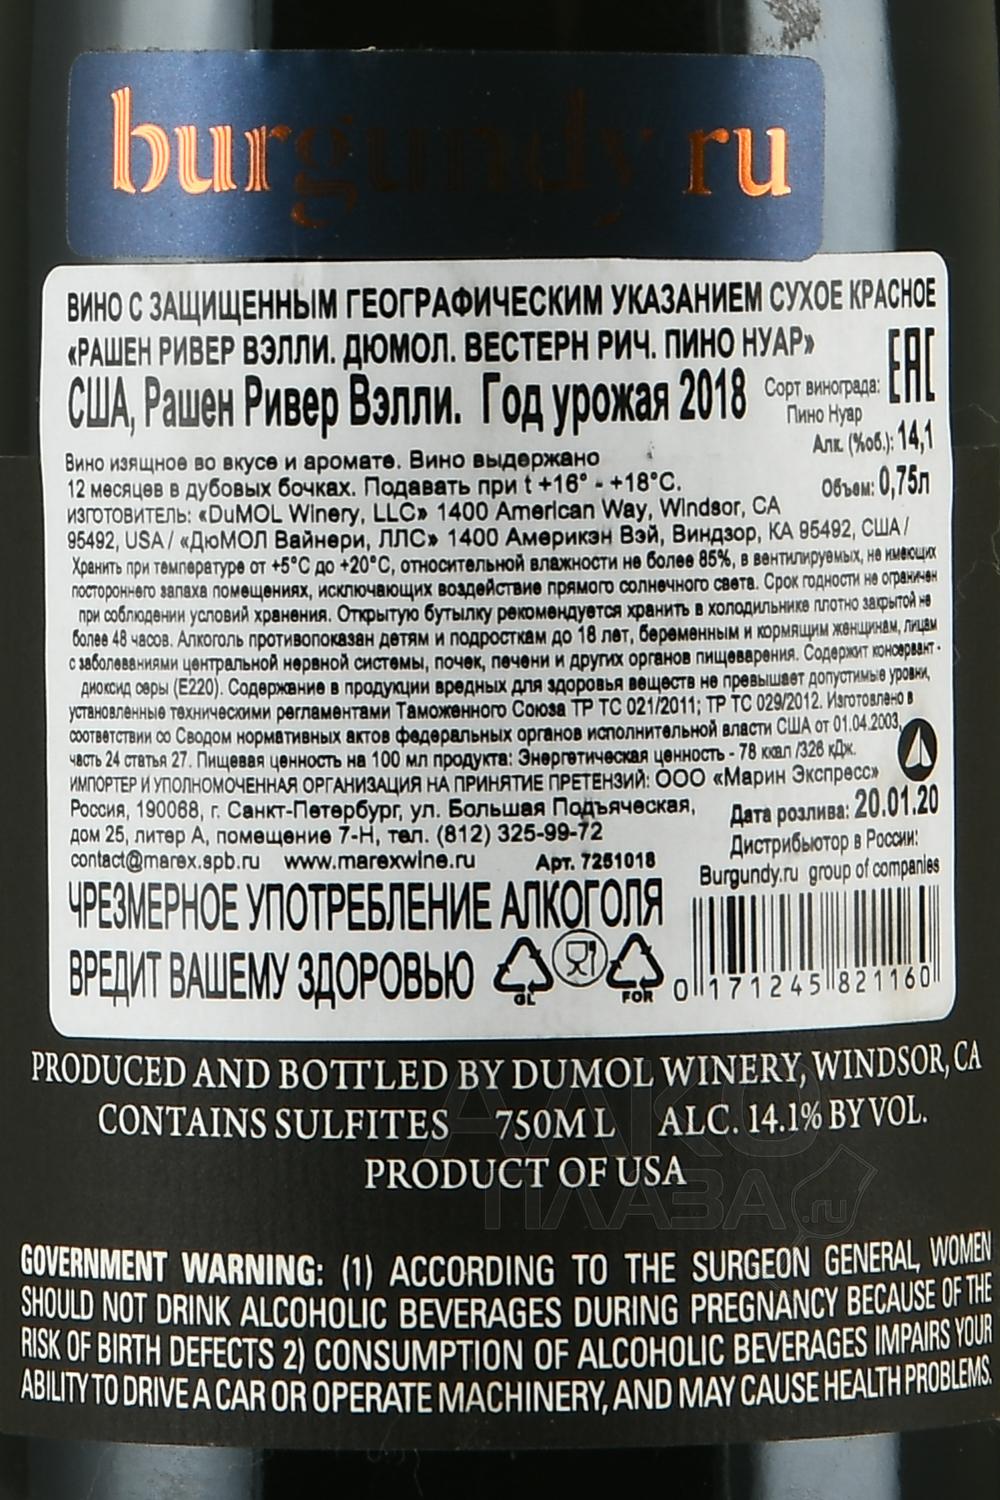 burgundy ru
ВИНО С ЗАЩИЩЕННЫМ ГЕОГРАФИЧЕСКИМ УКАЗАНИЕМ СУХОЕ КРАСНОЕ
«РАШЕН РИВЕР ВЭЛЛИ. ДЮМОЛ. ВЕСТЕРН РИЧ. ПИНО НУАР»
EAC
США, Рашен Ривер Вэлли. Год урожая 2018
Сорт винограда:
Пино Нуар
Алк. (%об.): 14,1
Объем: 0,75л
Вино изящное во вкусе и аромате. Вино выдержано
12 месяцев в дубовых бочках. Подавать при t +16° - +18°C.
ИЗГОТОВИТЕЛЬ: «DuMOL Winery, LLC» 1400 American Way, Windsor, CA
95492, USA / «ДюМОЛ Вайнери, ЛЛС» 1400 Америкэн Вэй, Виндзор, КА 95492, США /
Хранить при температуре от +5°C до +20°C, относительной влажности не более 85%, в вентилируемых, не имеющих
постороннего запаха помещениях, исключающих воздействие прямого солнечного света. Срок годности не ограничен
при соблюдении условий хранения. Открытую бутылку рекомендуется хранить в холодильнике плотно закрытой не
более 48 часов. Алкоголь противопоказан детям и подросткам до 18 лет, беременным и кормящим женщинам, лицам
с заболеваниями центральной нервной системы, почек, печени и других органов пищеварения. Содержит консервант -
диоксид серы (E220). Содержание в продукции вредных для здоровья веществ не превышает допустимые уровни,
установленные техническими регламентами Таможенного Союза ТР ТС 021/2011; ТР ТС 029/2012. Изготовлено в
соответствии со Сводом нормативных актов федеральных органов исполнительной власти США от 01.04.2003,
часть 24 статья 27. Пищевая ценность на 100 мл продукта: Энергетическая ценность - 78 ккал /326 кДж.
ИМПОРТЕР И УПОЛНОМОЧЕННАЯ ОРГАНИЗАЦИЯ НА ПРИНЯТИЕ ПРЕТЕНЗИЙ: ООО «Марин Экспресс»
Россия, 190068, г. Санкт-Петербург, ул. Большая Подъяческая,
дом 25, литер А, помещение 7-Н, тел. (812) 325-99-72
contact@marex.spb.ru www.marexwine.ru Арт. 7251018
Дата розлива: 20.01.20
Дистрибьютор в России:
Burgundy.ru group of companies
ЧРЕЗМЕРНОЕ УПОТРЕБЛЕНИЕ АЛКОГОЛЯ
ВРЕДИТ ВАШЕМУ ЗДОРОВЬЮ
GL
FOR
0 171245 821160
PRODUCED AND BOTTLED BY DUMOL WINERY, WINDSOR, CA
CONTAINS SULFITES 750M L ALC. 14.1% BY VOL.
PRODUCT OF USA
АЛКО
ПЛАЗА .ru
GOVERNMENT WARNING: (1) ACCORDING TO THE SURGEON GENERAL, WOMEN
SHOULD NOT DRINK ALCOHOLIC BEVERAGES DURING PREGNANCY BECAUSE OF THE
RISK OF BIRTH DEFECTS 2) CONSUMPTION OF ALCOHOLIC BEVERAGES IMPAIRS YOUR
ABILITY TO DRIVE A CAR OR OPERATE MACHINERY, AND MAY CAUSE HEALTH PROBLEMS.